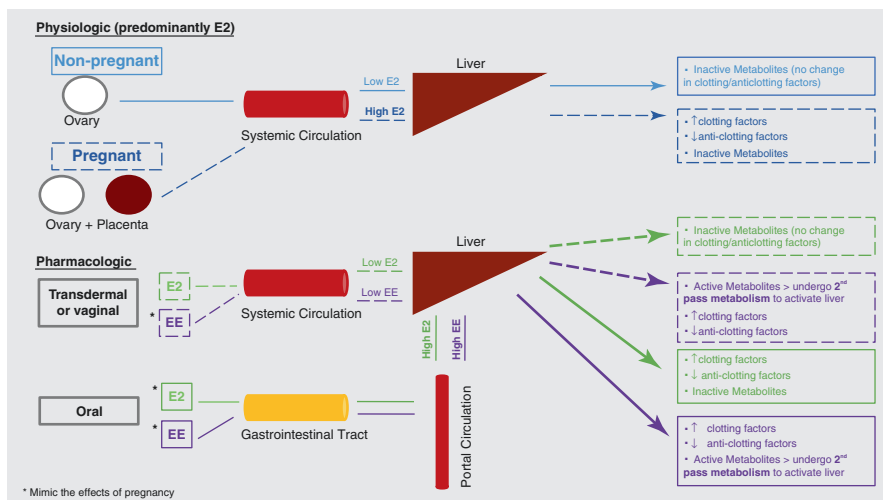 Physiologic (predominantly E2)
Non-pregnant
Ovary
Pregnant
Ovary + Placenta
Systemic Circulation
Low E2
High E2
Liver
· Inactive Metabolites (no change
in clotting/anticlotting factors)
· ↑clotting factors
· ↓anti-clotting factors
· Inactive Metabolites
Pharmacologic
Transdermal
or vaginal
E2
* EE
Systemic Circulation
Low E2
Low EE
Liver
· Inactive Metabolites (no change
in clotting/anticlotting factors)
· Active Metabolites > undergo 2nd
pass metabolism to activate liver
· ↑clotting factors
· ↓anti-clotting factors
High E2
High EE
Oral
* E2
* EE
Gastrointestinal Tract
Portal Circulation
· ↑clotting factors
· ↓ anti-clotting factors
· Inactive Metabolites
· ↑ clotting factors
· ↓ anti-clotting factors
· Active Metabolites > undergo 2nd
pass metabolism to activate liver
* Mimic the effects of pregnancy